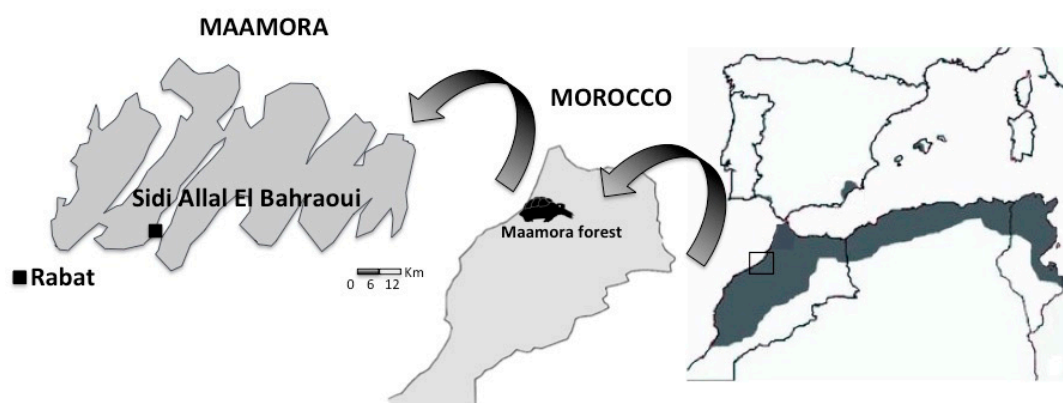 MAAMORA
MOROCCO
Sidi Allal El Bahraoui
Maamora forest
Rabat
Km
0 6 12